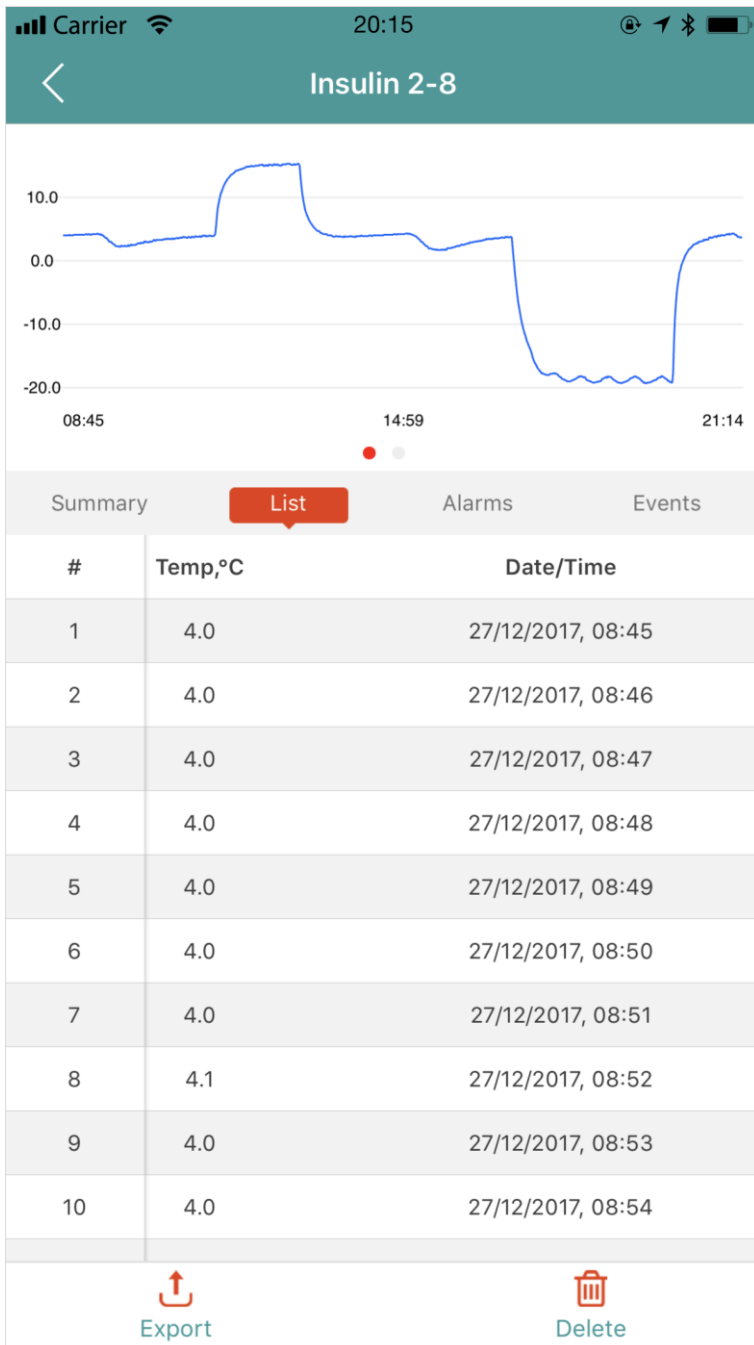 Carrier 20:15
Insulin 2-8
10.0
0.0
-10.0
-20.0
08:45 14:59 21:14
Summary List Alarms Events
# Temp,°C Date/Time
1 4.0 27/12/2017, 08:45
2 4.0 27/12/2017, 08:46
3 4.0 27/12/2017, 08:47
4 4.0 27/12/2017, 08:48
5 4.0 27/12/2017, 08:49
6 4.0 27/12/2017, 08:50
7 4.0 27/12/2017, 08:51
8 4.1 27/12/2017, 08:52
9 4.0 27/12/2017, 08:53
10 4.0 27/12/2017, 08:54
Export Delete